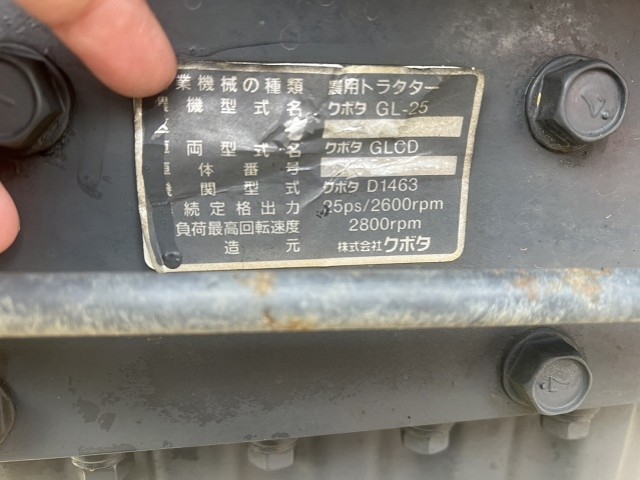 業機械の種類 農用トラクター
機型式名 クボタ GL-25
両型式名 クボタ GLCD
体番号
関型式 クボタ D1463
続定格出力 25ps/2600rpm
負荷最高回転速度 2800rpm
造元 株式会社クボタ
4
4